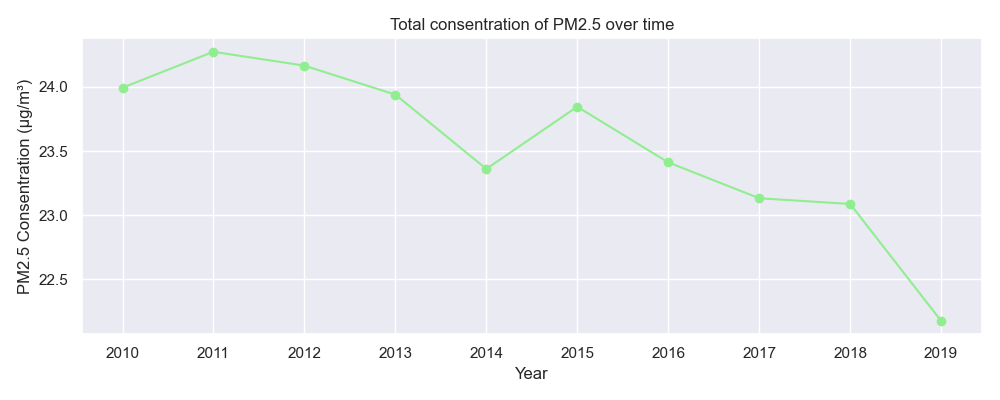 Total consentration of PM2.5 over time
PM2.5 Consentration (µg/m³)
24.0
23.5
23.0
22.5
2010 2011 2012 2013 2014 2015 2016 2017 2018 2019
Year